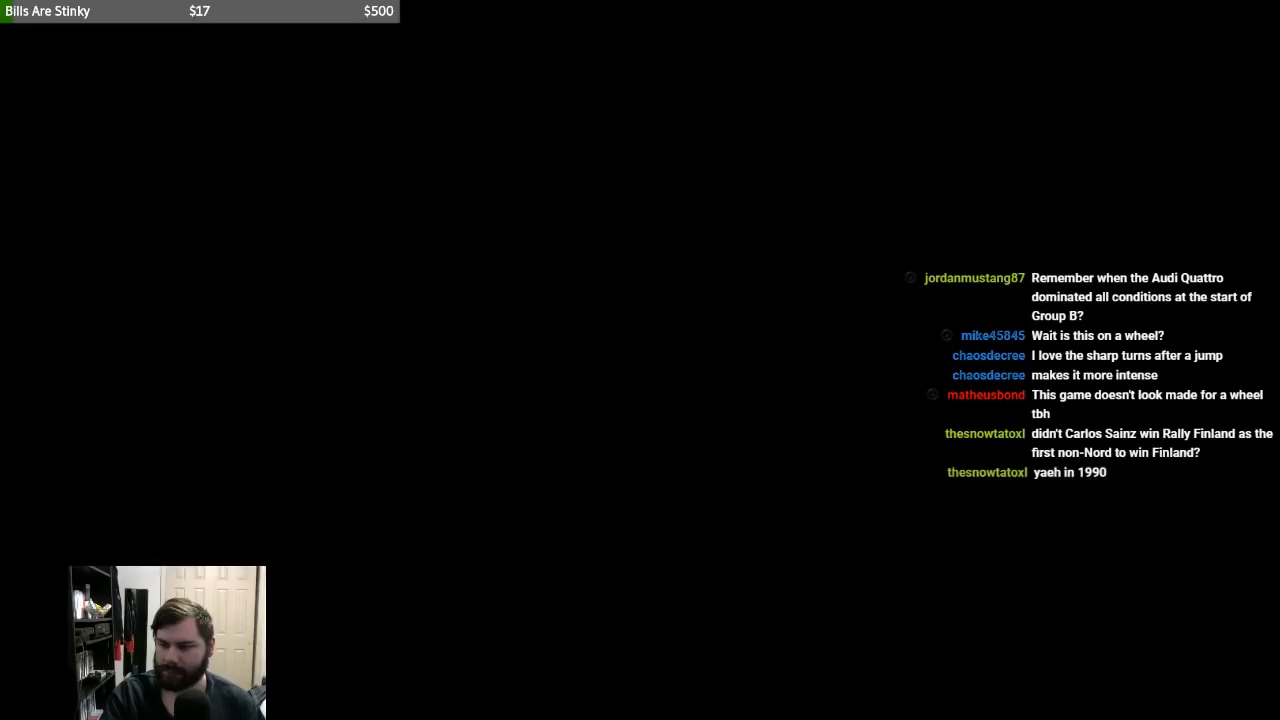 Bills Are Stinky $17 $500
jordanmustang87 Remember when the Audi Quattro
dominated all conditions at the start of
Group B?
mike45845 Wait is this on a wheel?
chaosdecree I love the sharp turns after a jump
chaosdecree makes it more intense
matheusbond This game doesn't look made for a wheel
tbh
thesnowtatoxl didn't Carlos Sainz win Rally Finland as the
first non-Nord to win Finland?
thesnowtatoxl yaeh in 1990